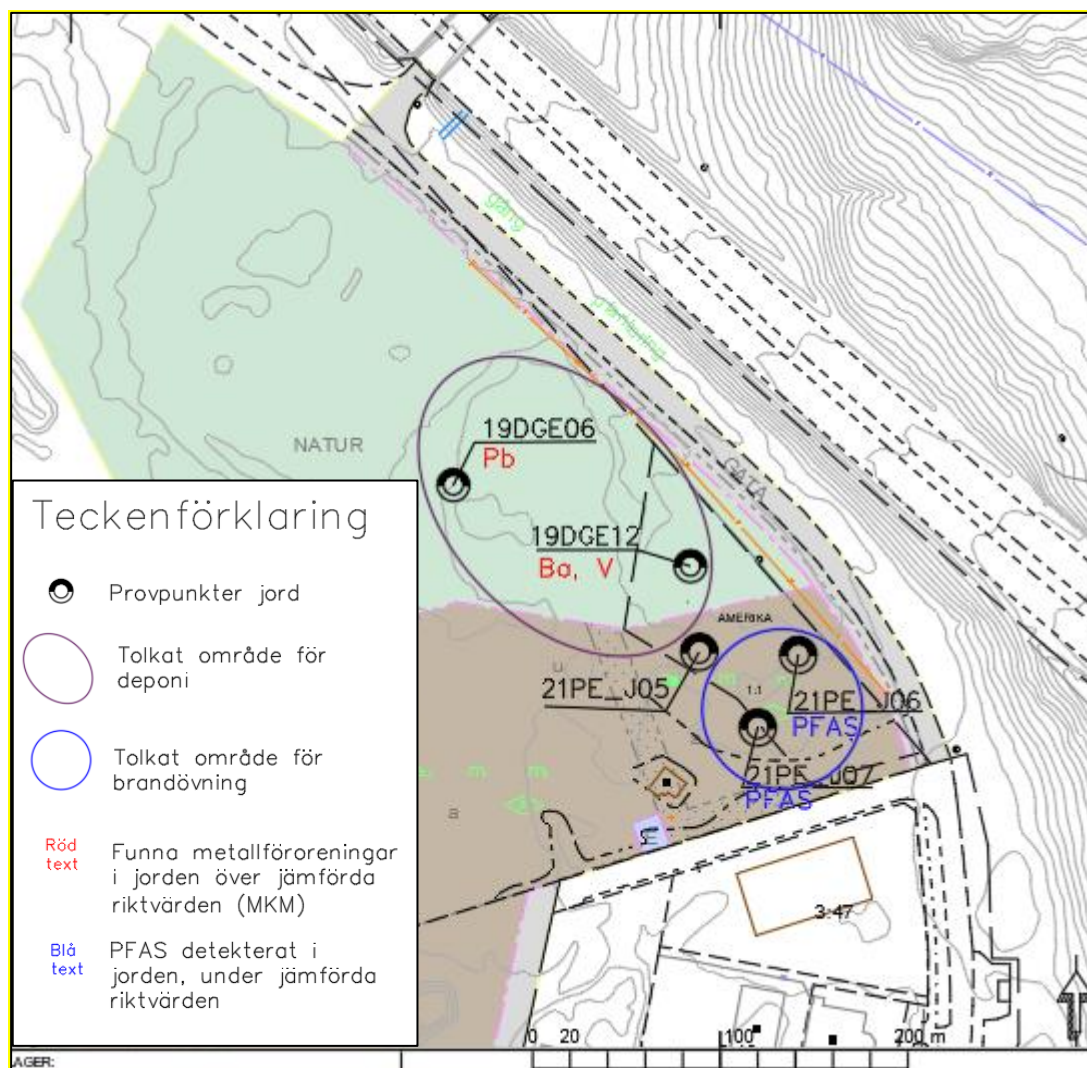 gång
NATUR
GATA
19DGE06
Pb
19DGE12
Ba, V
AMERIKA
1:1
u
21PE_J05
21PE_J06
PFAS
21PE_J07
PFAS
e m m
a
E
3:47
0 20 100 200 m
Teckenförklaring
Provpunkter jord
Tolkat område för
deponi
Tolkat område för
brandövning
Röd
text
Funna metallföroreningar
i jorden över jämförda
riktvärden (MKM)
Blå
text
PFAS detekterat i
jorden, under jämförda
riktvärden
AGER: